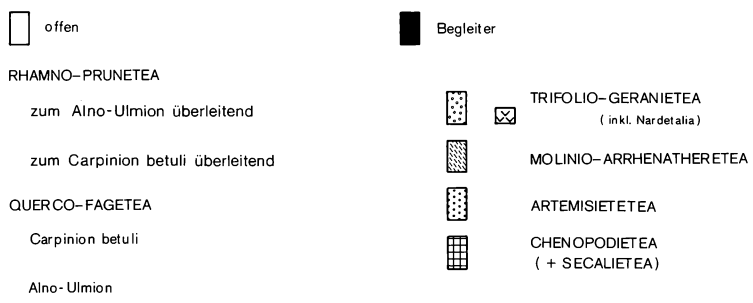 offen
RHAMNO-PRUNETEA
zum Alno-Ulmion überleitend
zum Carpinion betuli überleitend
QUERCO-FAGETEA
Carpinion betuli
Alno-Ulmion
Begleiter
TRIFOLIO-GERANIETEA
( inkl. Nardetalia)
MOLINIO-ARRHENATHERETEA
ARTEMISIETETEA
CHENOPODIETEA
( + SECALIETEA)